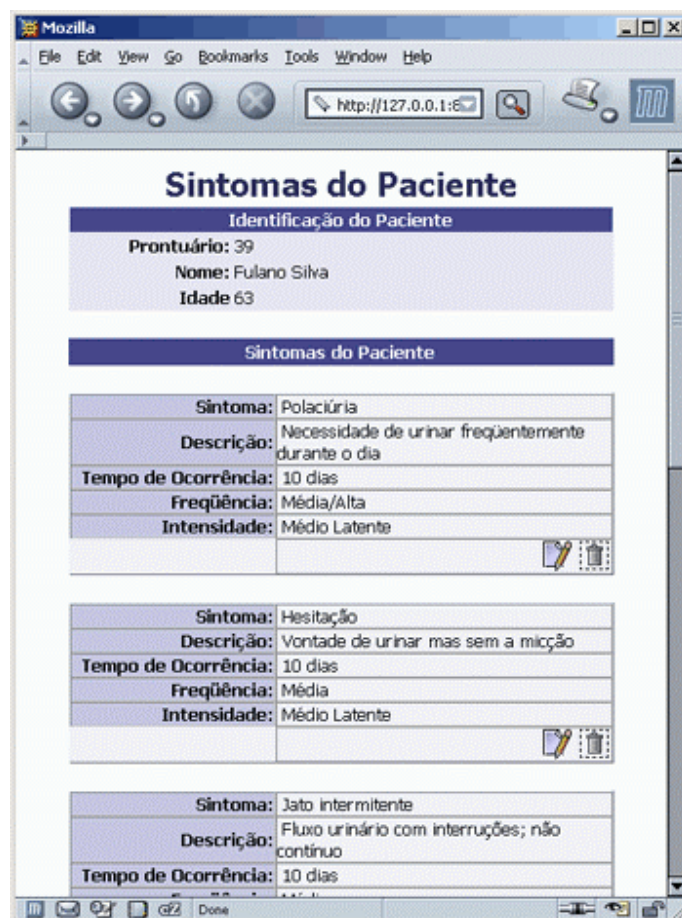 Mozilla
File Edit View Go Bookmarks Tools Window Help
http://127.0.0.1:8
Sintomas do Paciente
Identificação do Paciente
Prontuário: 39
Nome: Fulano Silva
Idade 63
Sintomas do Paciente
Sintoma: Polaciúria
Descrição: Necessidade de urinar freqüentemente
durante o dia
Tempo de Ocorrência: 10 dias
Freqüência: Média/Alta
Intensidade: Médio Latente
Sintoma: Hesitação
Descrição: Vontade de urinar mas sem a micção
Tempo de Ocorrência: 10 dias
Freqüência: Média
Intensidade: Médio Latente
Sintoma: Jato intermitente
Descrição: Fluxo urinário com interruções; não
contínuo
Tempo de Ocorrência: 10 dias
Done